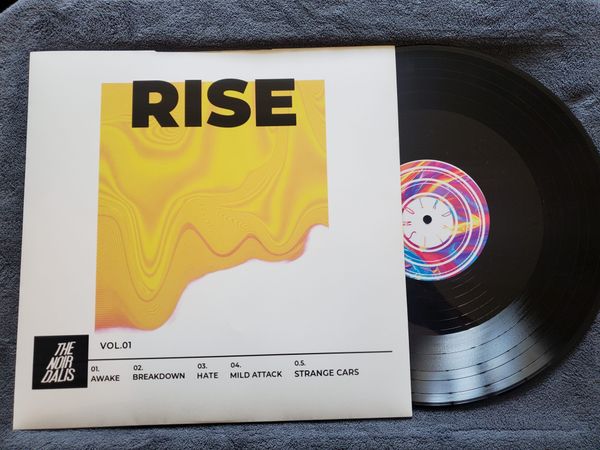 RISE
VOL.01
THE
NOIR
DALIS
01.
AWAKE
02.
BREAKDOWN
03.
HATE
04.
MILD ATTACK
0.5.
STRANGE CARS